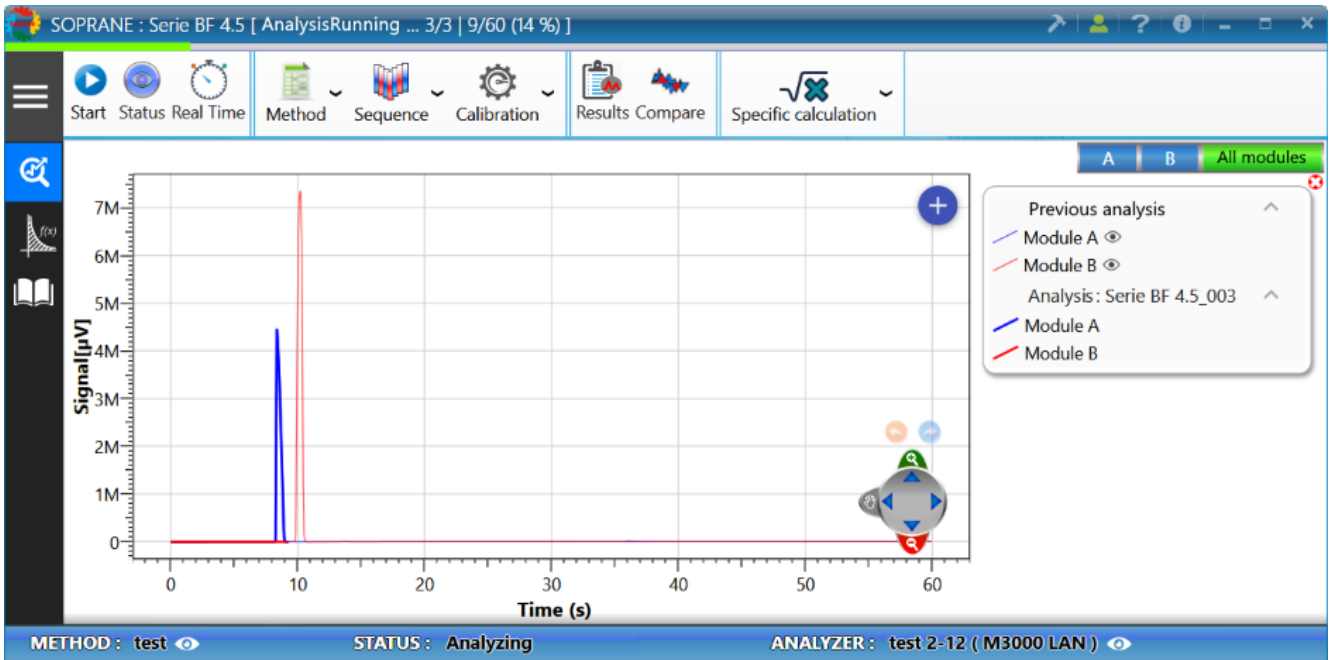 SOPRANE : Serie BF 4.5 [ AnalysisRunning ... 3/3 | 9/60 (14 %) ]
Start Status Real Time Method Sequence Calibration Results Compare Specific calculation
f(x)
A B All modules
Previous analysis
Module A
Module B
Analysis : Serie BF 4.5_003
Module A
Module B
Signal[µV]
7M
6M
5M
4M
3M
2M
1M
0
0 10 20 30 40 50 60
Time (s)
METHOD : test STATUS : Analyzing ANALYZER : test 2-12 ( M3000 LAN )